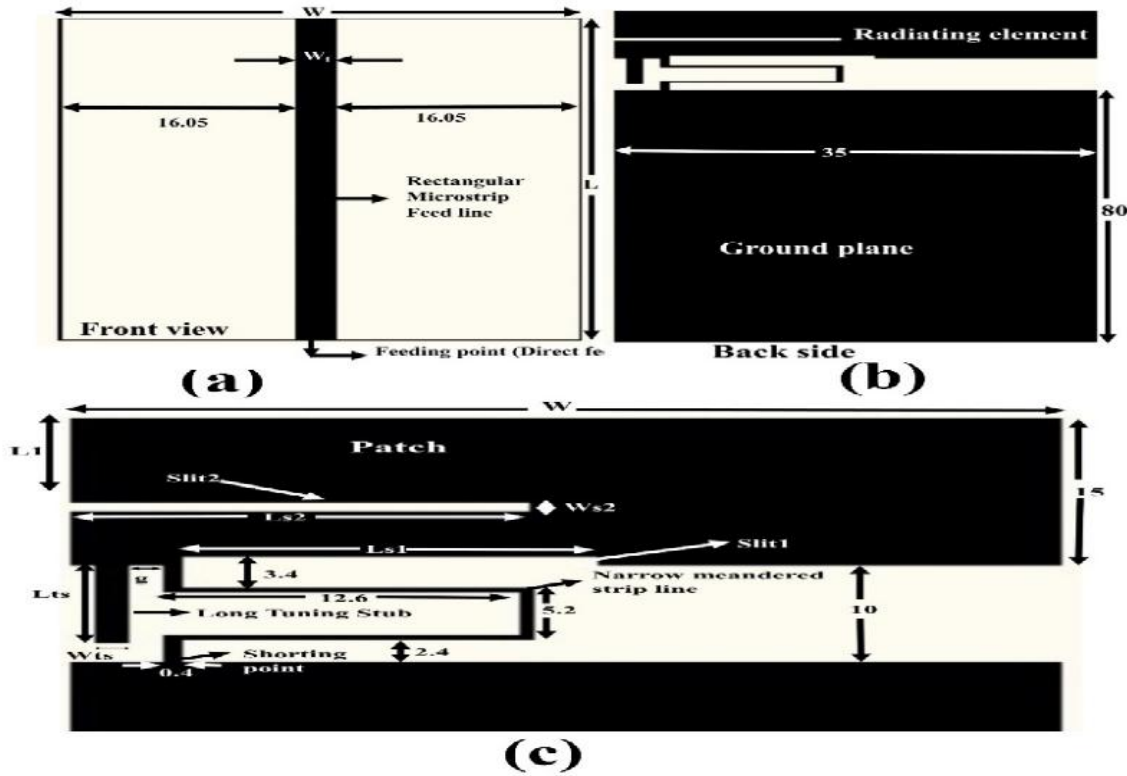 W
Wf
16.05
16.05
L
Rectangular
Microstrip
Feed line
Front view
Feeding point (Direct fe
(a)
Radiating element
35
80
Ground plane
Back side
(b)
W
L1
Patch
Slit2
Ws2
15
Ls2
Ls1
Slit1
g
3.4
Narrow meandered
strip line
Lts
12.6
Long Tuning Stub
5.2
10
Wts
Shorting
point
2.4
0.4
(c)